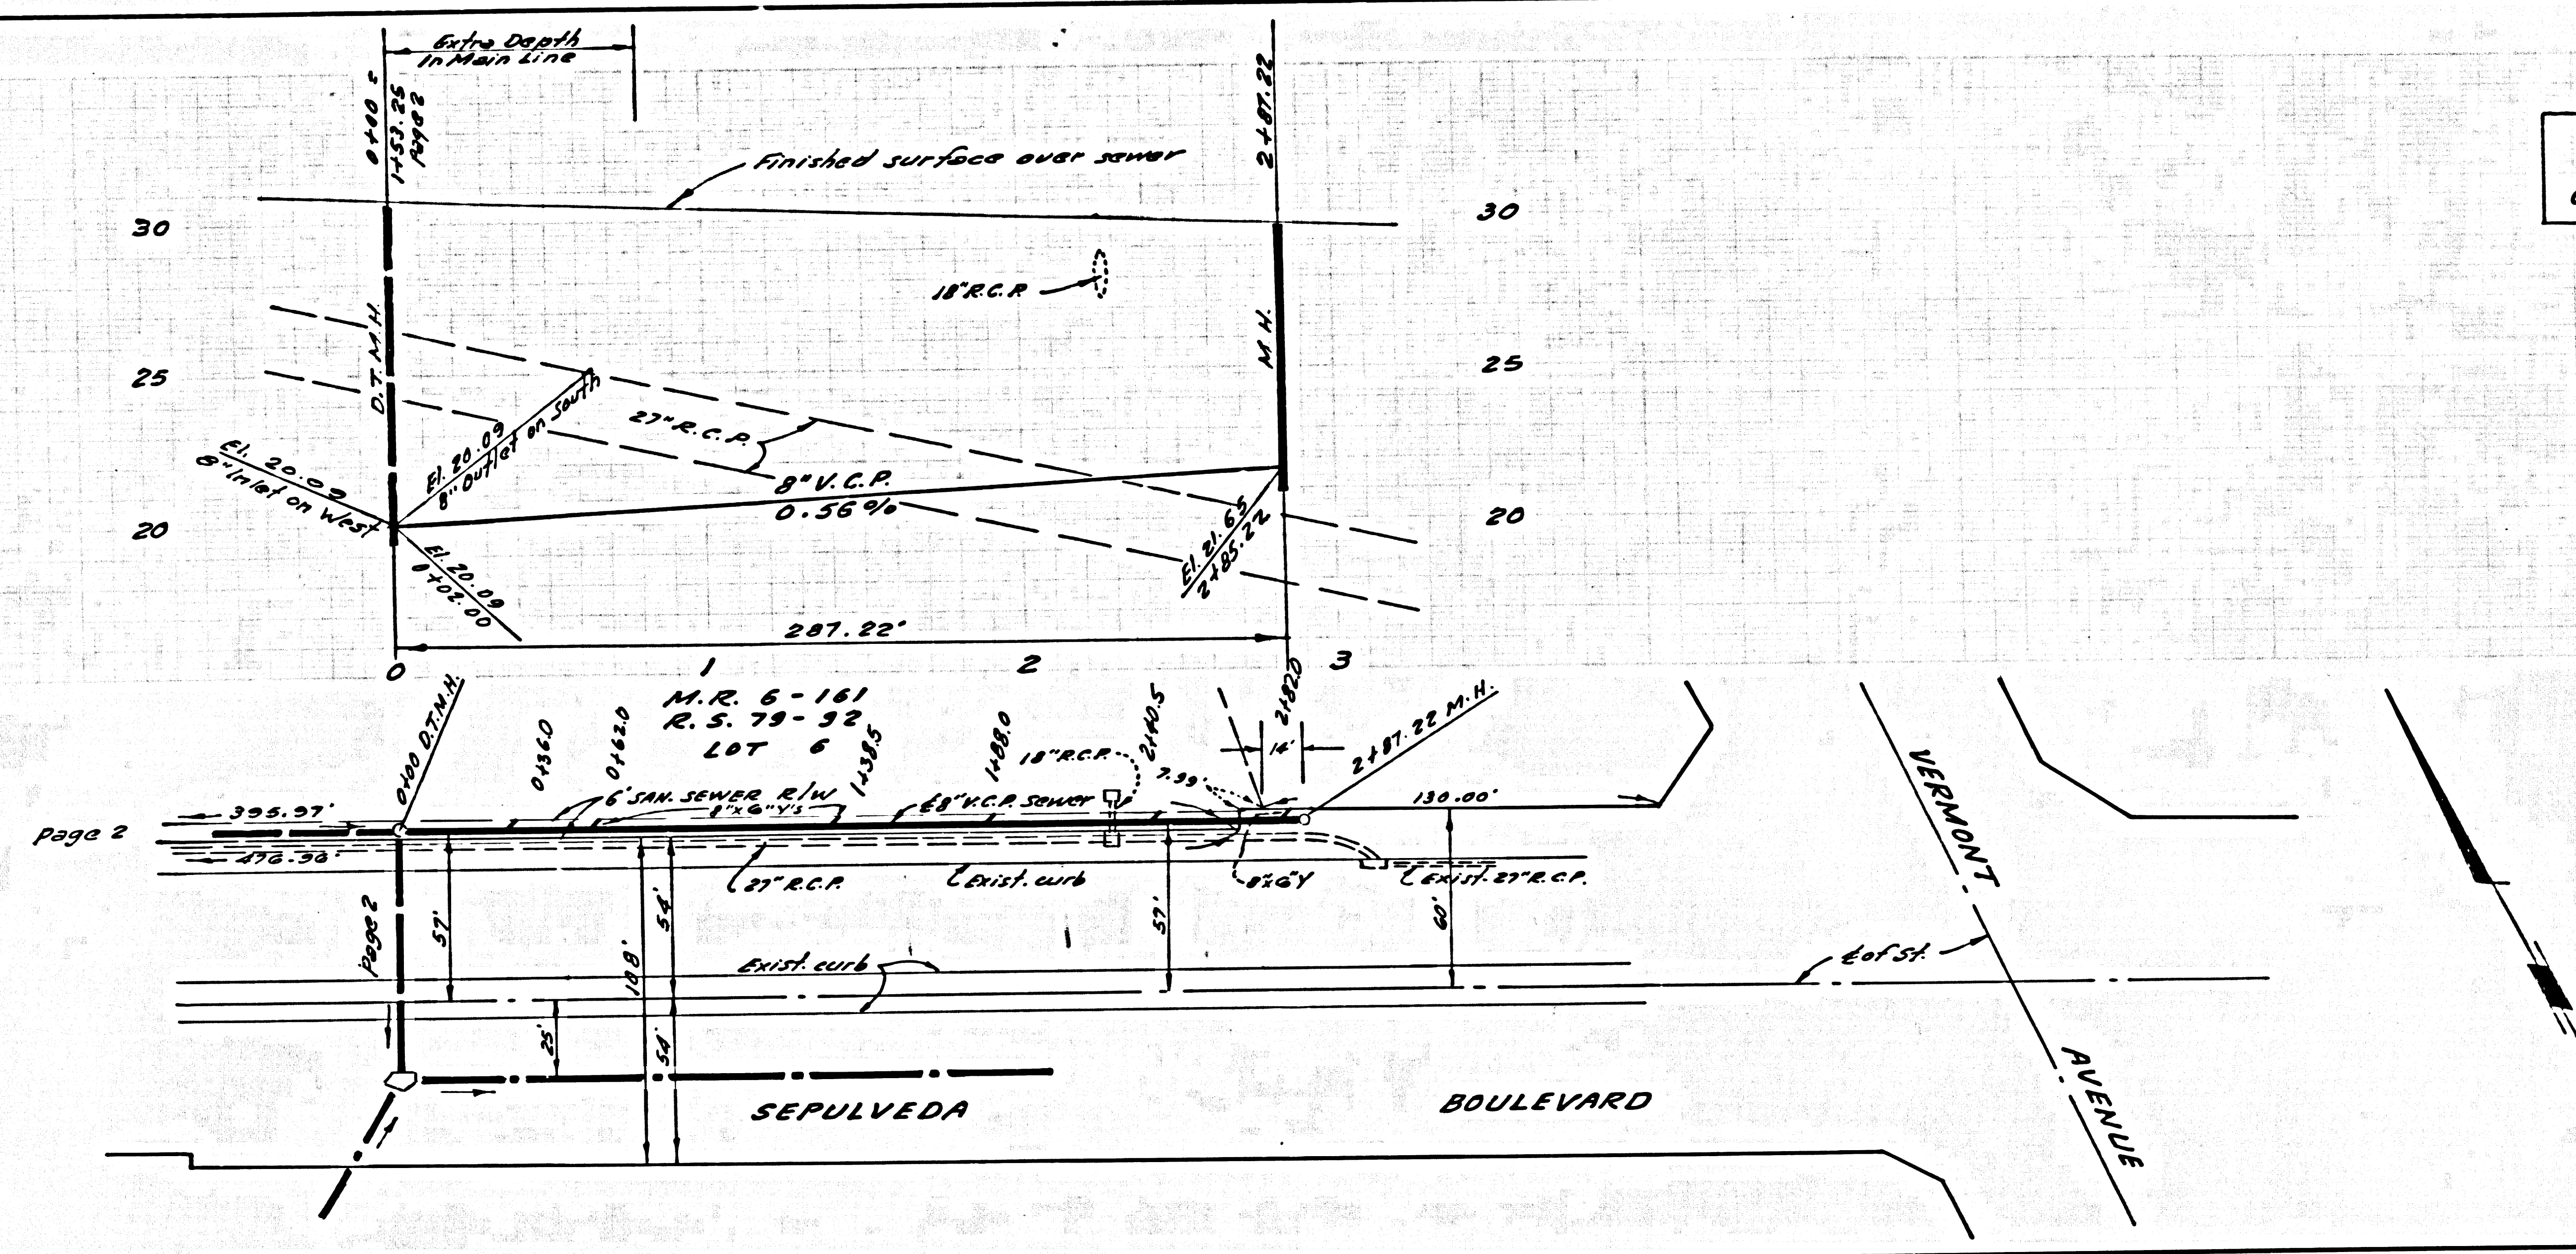 Extra Depth
In Main Line
0+00 =
1+53.25
Page 2
2+87.22
Finished surface over sewer
30
30
18" R.C.P.
D.T.M.H.
M.H.
25
25
27" R.C.P.
El. 20.09
8" Inlet on West
El. 20.09
8" Outlet on South
8" V.C.P.
0.56 %
20
20
El. 20.09
0+02.00
El. 21.65
2+85.22
287.22'
0
1
2
3
M.R. 6 - 161
R.S. 79 - 92
LOT 6
0+00 D.T.M.H.
0+36.0
0+62.0
1+38.5
1+88.0
2+40.5
2+82.0
2+87.22 M.H.
18" R.C.P.
7.99'
14'
6' SAN. SEWER R/W
8"x6"Y's
℄ 8" V.C.P. Sewer
130.00'
395.97'
Page 2
476.96'
27" R.C.P.
Exist. curb
8"x6"Y
Exist. 27" R.C.P.
Page 2
57'
54'
108'
57'
60'
Exist. curb
℄ of St.
25'
54'
SEPULVEDA
BOULEVARD
VERMONT
AVENUE